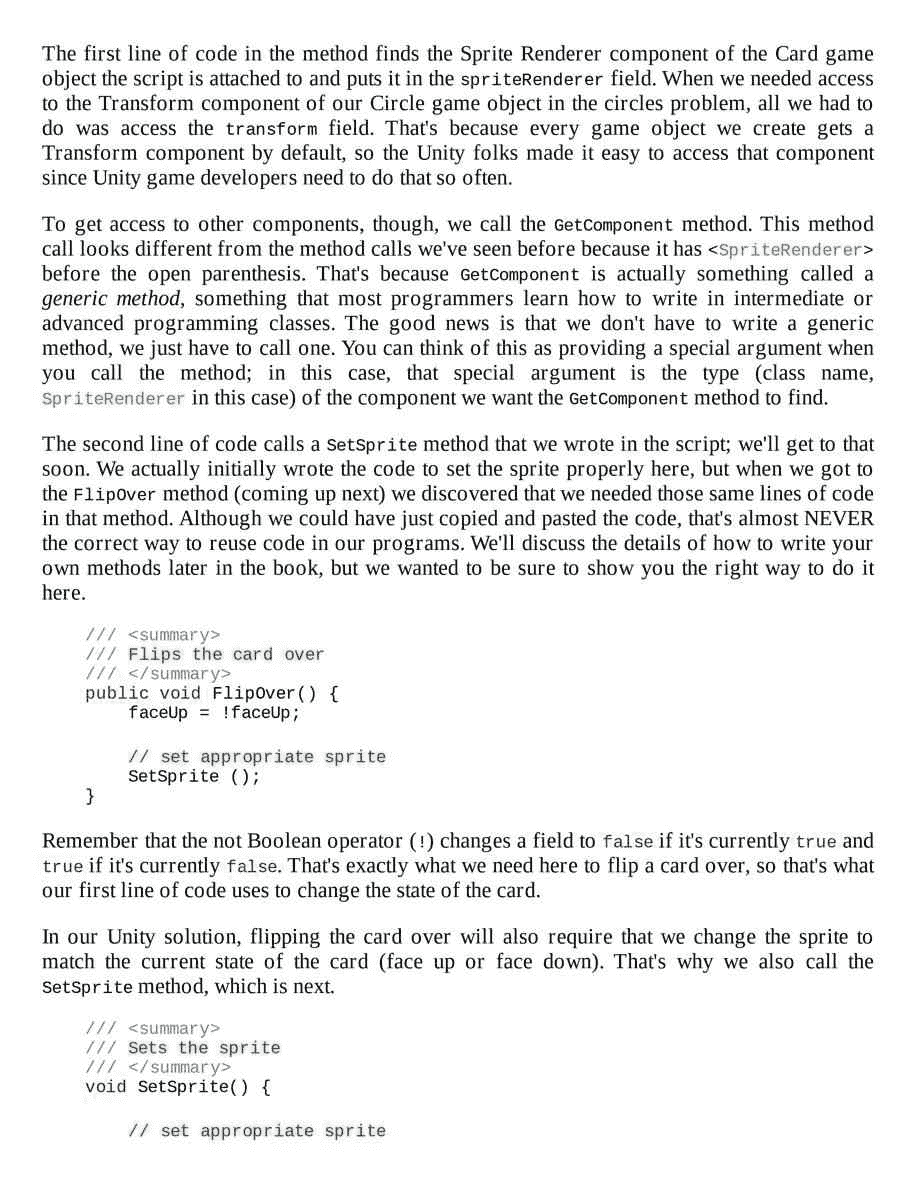 The first line of code in the method finds the Sprite Renderer component of the Card game
object the script is attached to and puts it in the spriteRenderer field. When we needed access
to the Transform component of our Circle game object in the circles problem, all we had to
do was access the transform field. That's because every game object we create gets a
Transform component by default, so the Unity folks made it easy to access that component
since Unity game developers need to do that so often.
To get access to other components, though, we call the GetComponent method. This method
call looks different from the method calls we've seen before because it has <SpriteRenderer>
before the open parenthesis. That's because GetComponent is actually something called a
generic method, something that most programmers learn how to write in intermediate or
advanced programming classes. The good news is that we don't have to write a generic
method, we just have to call one. You can think of this as providing a special argument when
you call the method; in this case, that special argument is the type (class name,
SpriteRenderer in this case) of the component we want the GetComponent method to find.
The second line of code calls a SetSprite method that we wrote in the script; we'll get to that
soon. We actually initially wrote the code to set the sprite properly here, but when we got to
the FlipOver method (coming up next) we discovered that we needed those same lines of code
in that method. Although we could have just copied and pasted the code, that's almost NEVER
the correct way to reuse code in our programs. We'll discuss the details of how to write your
own methods later in the book, but we wanted to be sure to show you the right way to do it
here.
/// <summary>
/// Flips the card over
/// </summary>
public void FlipOver() {
faceUp = !faceUp;
// set appropriate sprite
SetSprite ();
}
Remember that the not Boolean operator (!) changes a field to false if it's currently true and
true if it's currently false. That's exactly what we need here to flip a card over, so that's what
our first line of code uses to change the state of the card.
In our Unity solution, flipping the card over will also require that we change the sprite to
match the current state of the card (face up or face down). That's why we also call the
SetSprite method, which is next.
/// <summary>
/// Sets the sprite
/// </summary>
void SetSprite() {
// set appropriate sprite